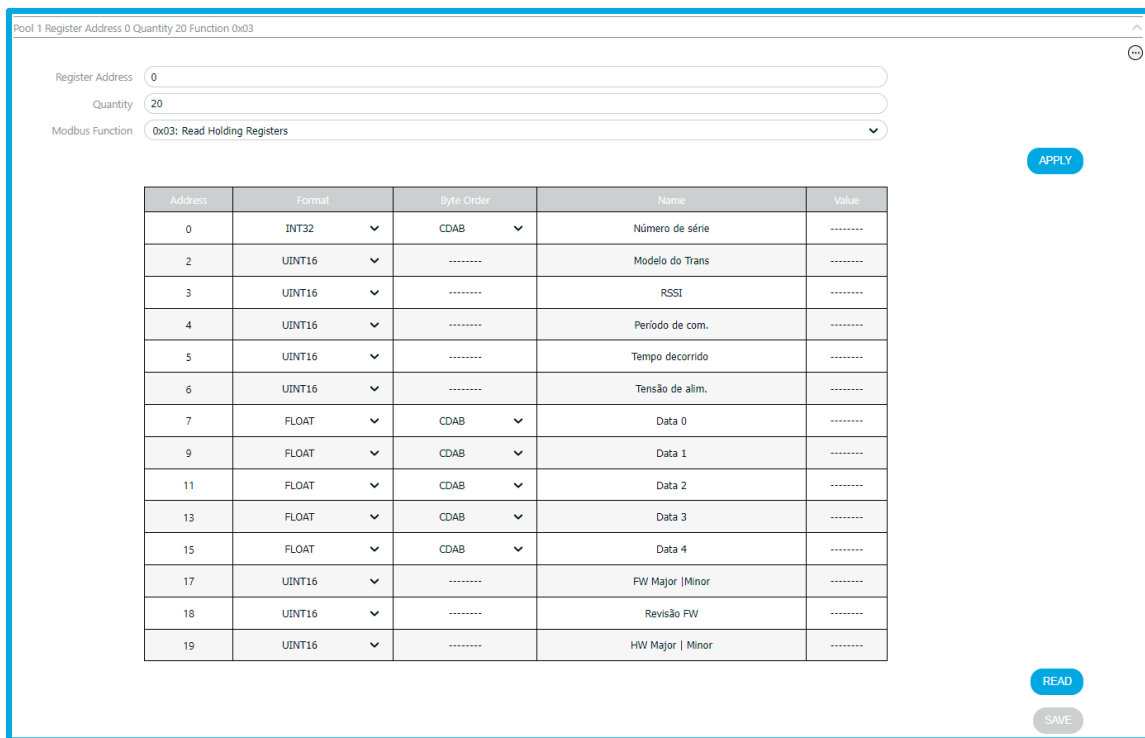 Pool 1 Register Address 0 Quantity 20 Function 0x03
Register Address 0
Quantity 20
Modbus Function 0x03: Read Holding Registers
APPLY
Address Format Byte Order Name Value
0 INT32 CDAB Número de série --------
2 UINT16 -------- Modelo do Trans --------
3 UINT16 -------- RSSI --------
4 UINT16 -------- Período de com. --------
5 UINT16 -------- Tempo decorrido --------
6 UINT16 -------- Tensão de alim. --------
7 FLOAT CDAB Data 0 --------
9 FLOAT CDAB Data 1 --------
11 FLOAT CDAB Data 2 --------
13 FLOAT CDAB Data 3 --------
15 FLOAT CDAB Data 4 --------
17 UINT16 -------- FW Major |Minor --------
18 UINT16 -------- Revisão FW --------
19 UINT16 -------- HW Major | Minor --------
READ
SAVE